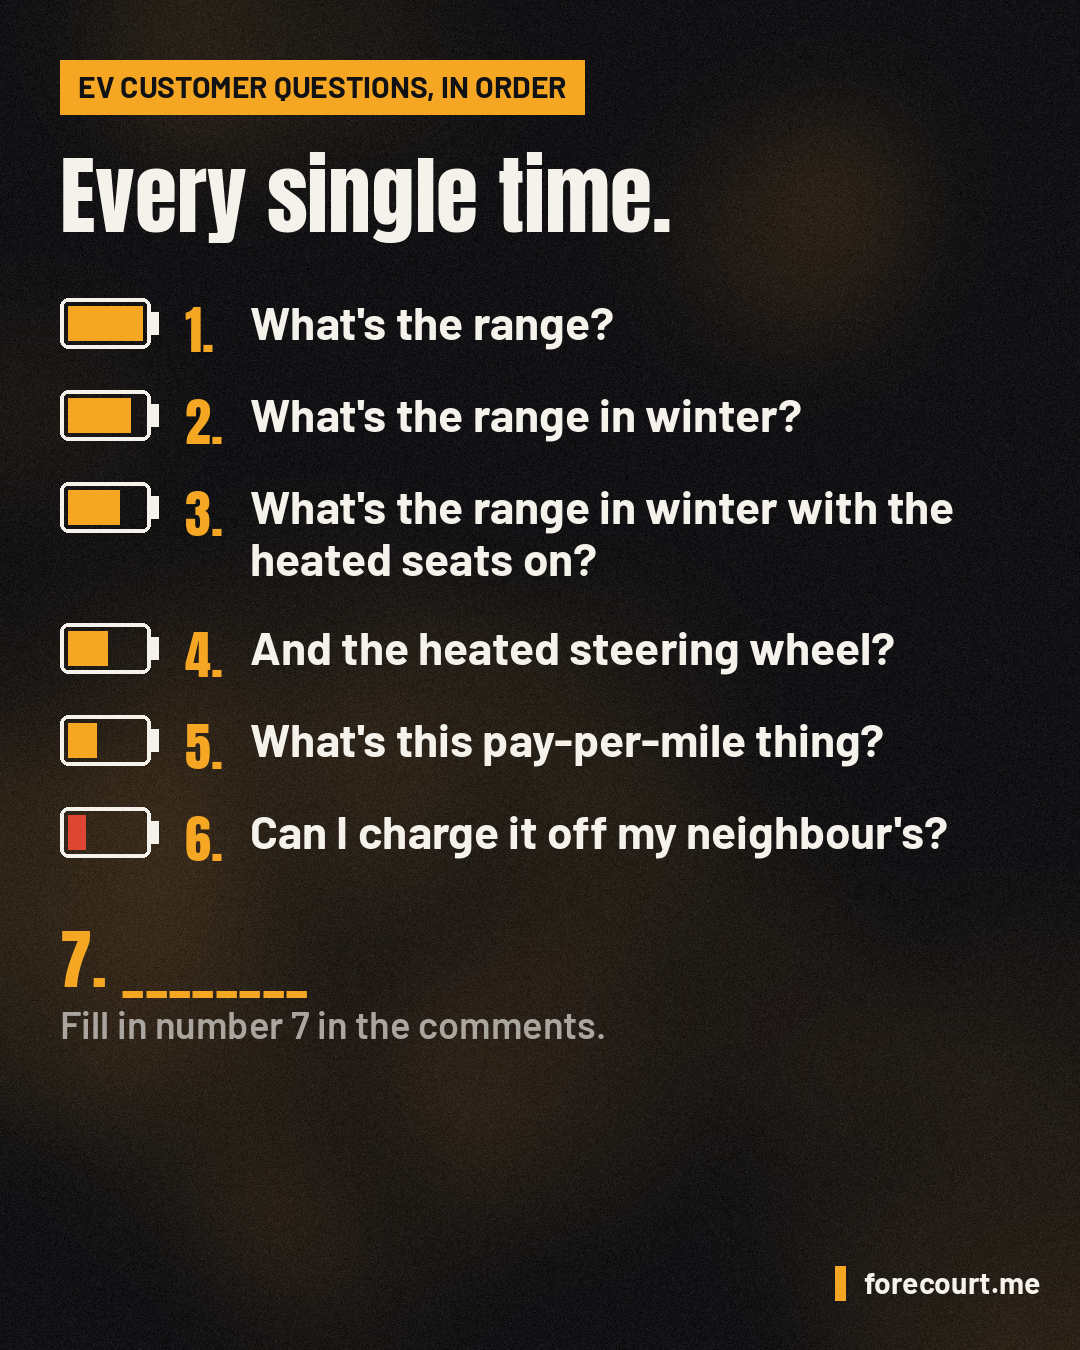 EV CUSTOMER QUESTIONS, IN ORDER
Every single time.
1. What's the range?
2. What's the range in winter?
3. What's the range in winter with the
heated seats on?
4. And the heated steering wheel?
5. What's this pay-per-mile thing?
6. Can I charge it off my neighbour's?
7. ________
Fill in number 7 in the comments.
forecourt.me